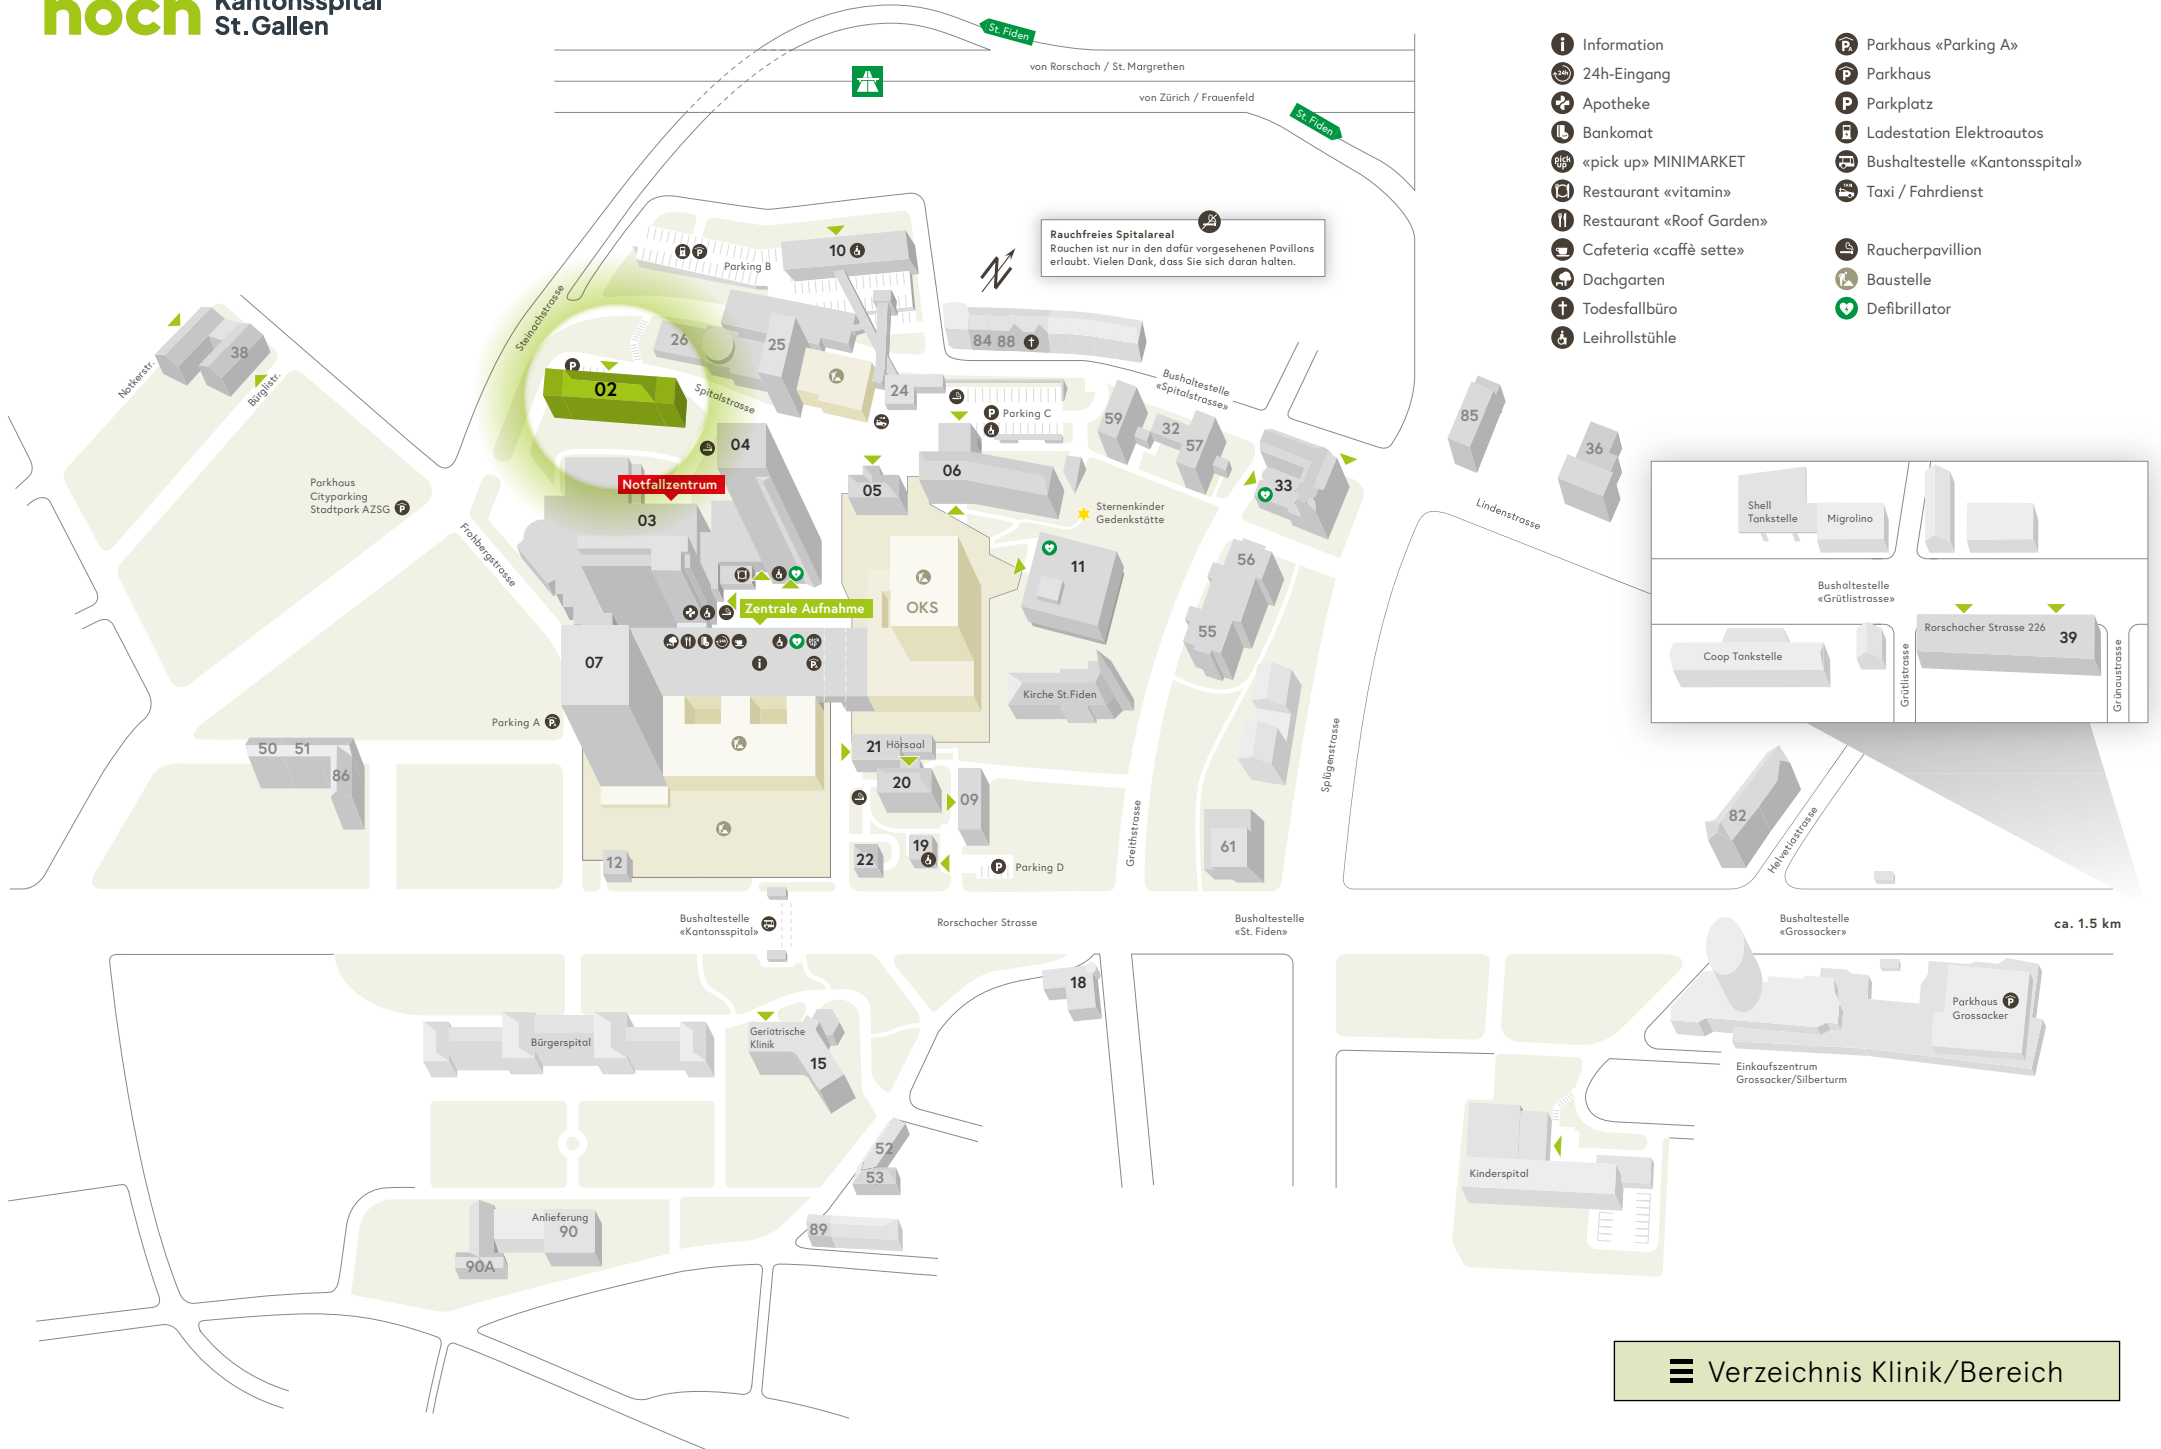 noch
Kantonsspital
St.Gallen
St. Fiden
von Rorschach / St. Margrethen
von Zürich / Frauenfeld
St. Fiden
Information
24h-Eingang
Apotheke
Bankomat
«pick up» MINIMARKET
Restaurant «vitamin»
Restaurant «Roof Garden»
Cafeteria «caffè sette»
Dachgarten
Todesfallbüro
Leihrollstühle
Parkhaus «Parking A»
Parkhaus
Parkplatz
Ladestation Elektroautos
Bushaltestelle «Kantonsspital»
Taxi / Fahrdienst
Raucherpavillion
Baustelle
Defibrillator
Rauchfreies Spitalareal
Rauchen ist nur in den dafür vorgesehenen Pavillons
erlaubt. Vielen Dank, dass Sie sich daran halten.
N
Parking B
10
Steinachstrasse
26
25
84 88
38
Notkerstr.
Bürglistr.
02
Spitalstrasse
24
Bushaltestelle
«Spitalstrasse»
Parking C
59
32
57
85
36
04
06
05
33
Notfallzentrum
03
Parkhaus
Cityparking
Stadtpark AZSG
Frohbergstrasse
Sternenkinder
Gedenkstätte
Lindenstrasse
11
56
55
OKS
Zentrale Aufnahme
07
Kirche St.Fiden
Parking A
Shell
Tankstelle
Migrolino
Bushaltestelle
«Grütlistrasse»
Rorschacher Strasse 226
39
Coop Tankstelle
Grütlistrasse
Grünaustrasse
50
51
86
21
Hörsaal
20
09
19
22
12
Parking D
Greithstrasse
Splügenstrasse
61
82
Helvetiastrasse
Bushaltestelle
«Kantonsspital»
Rorschacher Strasse
Bushaltestelle
«St. Fiden»
Bushaltestelle
«Grossacker»
ca. 1.5 km
18
Bürgerspital
Geriatrische
Klinik
15
Parkhaus
Grossacker
Einkaufszentrum
Grossacker/Silberturm
52
53
89
Kinderspital
Anlieferung
90
90A
Verzeichnis Klinik/Bereich